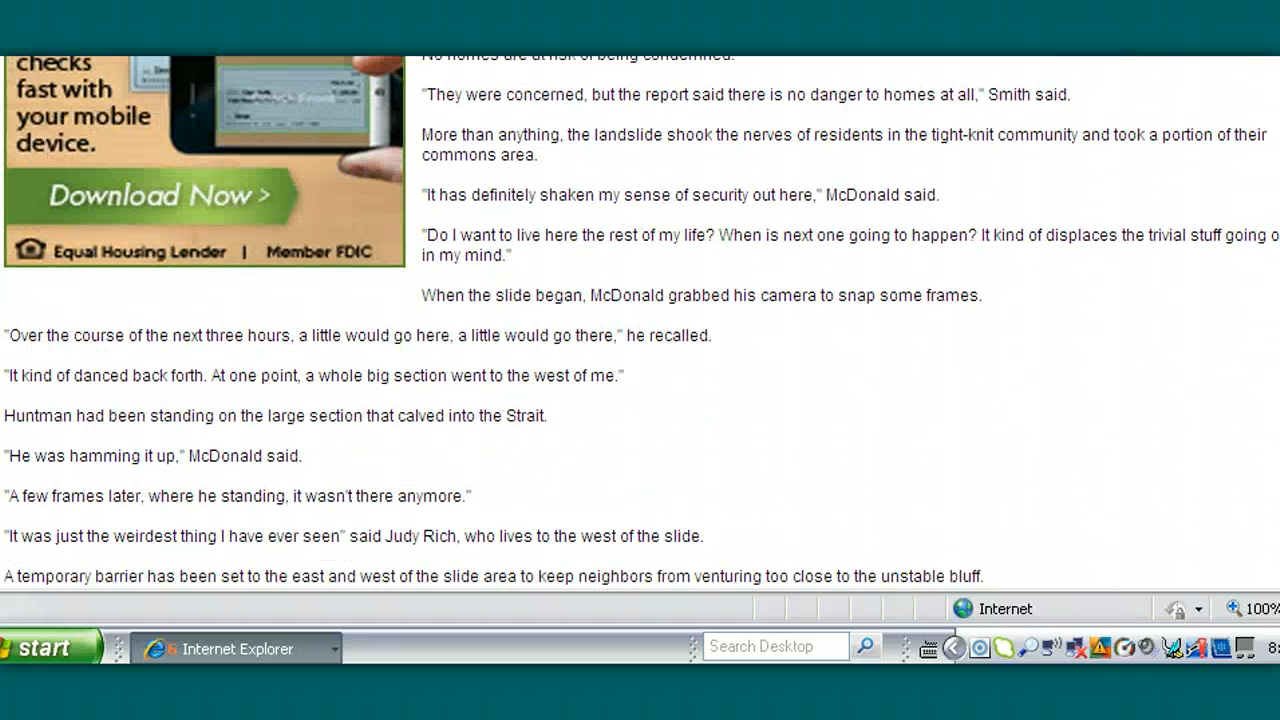 checks
fast with
your mobile
device.
Download Now >
Equal Housing Lender | Member FDIC
No homes are at risk of being condemned.
"They were concerned, but the report said there is no danger to homes at all," Smith said.
More than anything, the landslide shook the nerves of residents in the tight-knit community and took a portion of their
commons area.
"It has definitely shaken my sense of security out here," McDonald said.
"Do I want to live here the rest of my life? When is next one going to happen? It kind of displaces the trivial stuff going o
in my mind."
When the slide began, McDonald grabbed his camera to snap some frames.
"Over the course of the next three hours, a little would go here, a little would go there," he recalled.
"It kind of danced back forth. At one point, a whole big section went to the west of me."
Huntman had been standing on the large section that calved into the Strait.
"He was hamming it up," McDonald said.
"A few frames later, where he standing, it wasn't there anymore."
"It was just the weirdest thing I have ever seen" said Judy Rich, who lives to the west of the slide.
A temporary barrier has been set to the east and west of the slide area to keep neighbors from venturing too close to the unstable bluff.
Internet
100%
start
6 Internet Explorer
Search Desktop
8: